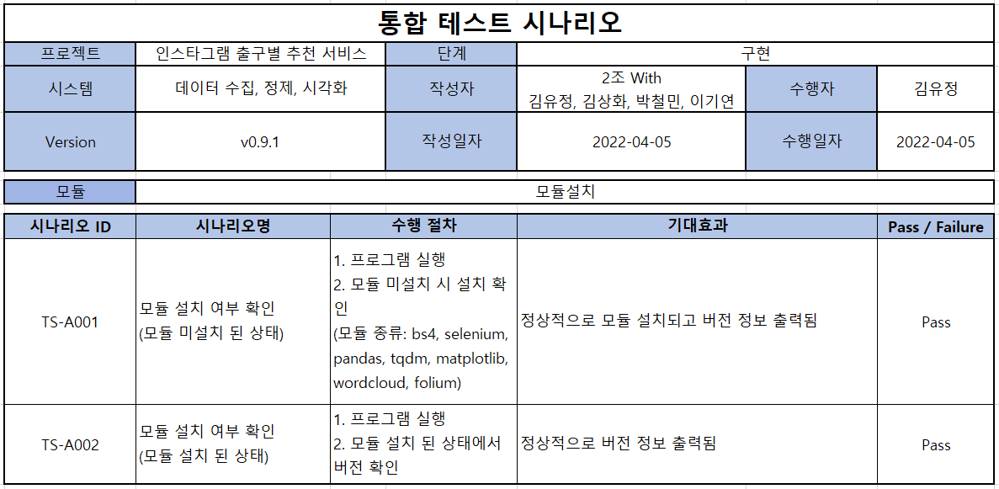 통합 테스트 시나리오
프로젝트 인스타그램 출구별 추천 서비스 단계 구현
시스템 데이터 수집, 정제, 시각화 작성자 2조 With
김유정, 김상화, 박철민, 이기연 수행자 김유정
Version v0.9.1 작성일자 2022-04-05 수행일자 2022-04-05
모듈 모듈설치
시나리오 ID 시나리오명 수행 절차 기대효과 Pass / Failure
TS-A001
모듈 설치 여부 확인
(모듈 미설치 된 상태)
1. 프로그램 실행
2. 모듈 미설치 시 설치 확
인
(모듈 종류: bs4, selenium,
pandas, tqdm, matplotlib,
wordcloud, folium)
정상적으로 모듈 설치되고 버전 정보 출력됨
Pass
TS-A002
모듈 설치 여부 확인
(모듈 설치 된 상태)
1. 프로그램 실행
2. 모듈 설치 된 상태에서
버전 확인
정상적으로 버전 정보 출력됨
Pass